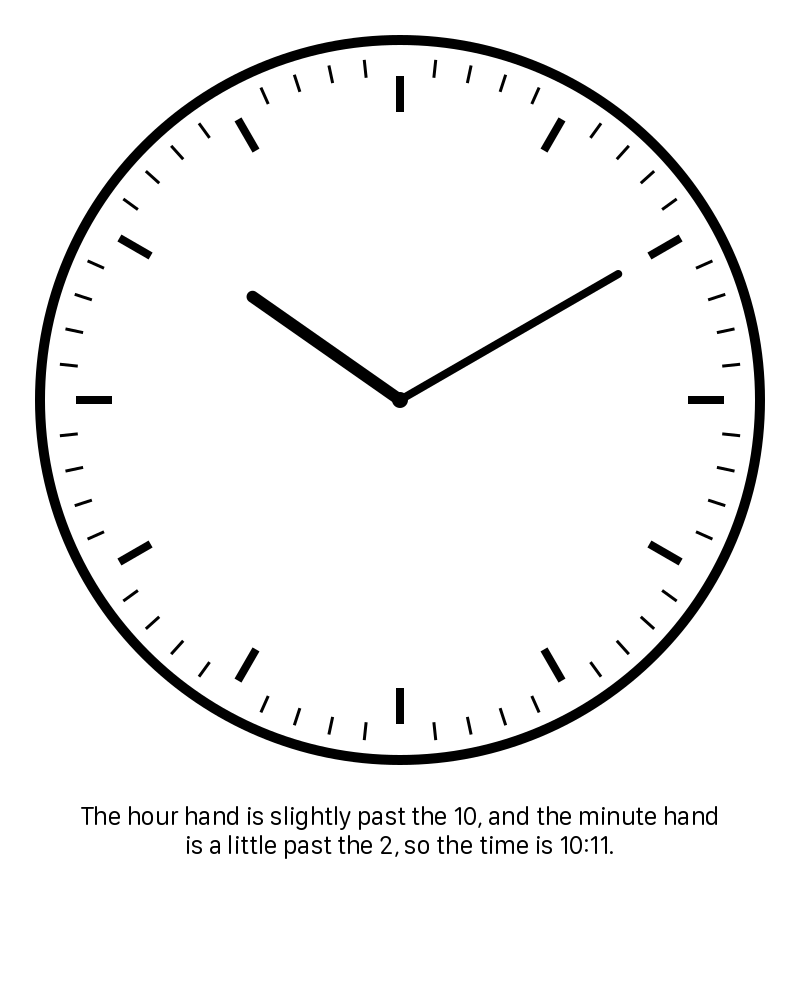 The hour hand is slightly past the 10, and the minute hand
is a little past the 2, so the time is 10:11.